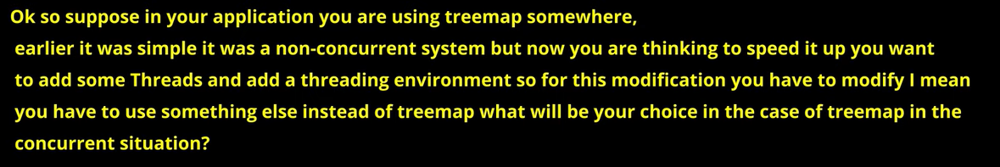 Ok so suppose in your application you are using treemap somewhere,
earlier it was simple it was a non-concurrent system but now you are thinking to speed it up you want
to add some Threads and add a threading environment so for this modification you have to modify I mean
you have to use something else instead of treemap what will be your choice in the case of treemap in the
concurrent situation?